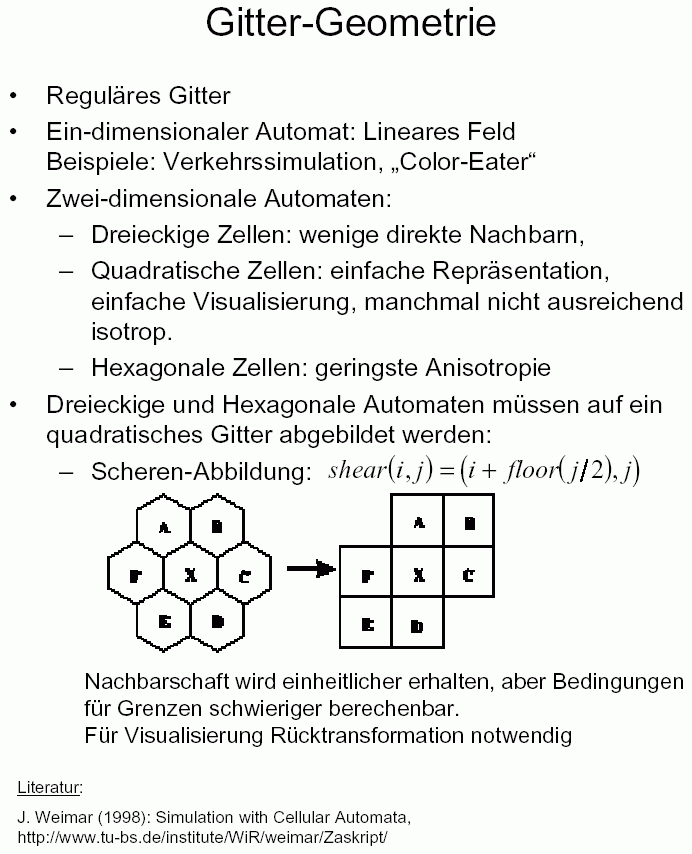 Gitter-Geometrie
• Reguläres Gitter
• Ein-dimensionaler Automat: Lineares Feld
Beispiele: Verkehrssimulation, „Color-Eater“
• Zwei-dimensionale Automaten:
– Dreieckige Zellen: wenige direkte Nachbarn,
– Quadratische Zellen: einfache Repräsentation,
einfache Visualisierung, manchmal nicht ausreichend
isotrop.
– Hexagonale Zellen: geringste Anisotropie
• Dreieckige und Hexagonale Automaten müssen auf ein
quadratisches Gitter abgebildet werden:
– Scheren-Abbildung: shear(i, j) = (i + floor(j/2), j)
A B A B
F X C F X C
E D E D
Nachbarschaft wird einheitlicher erhalten, aber Bedingungen
für Grenzen schwieriger berechenbar.
Für Visualisierung Rücktransformation notwendig
Literatur:
J. Weimar (1998): Simulation with Cellular Automata,
http://www.tu-bs.de/institute/WiR/weimar/Zaskript/